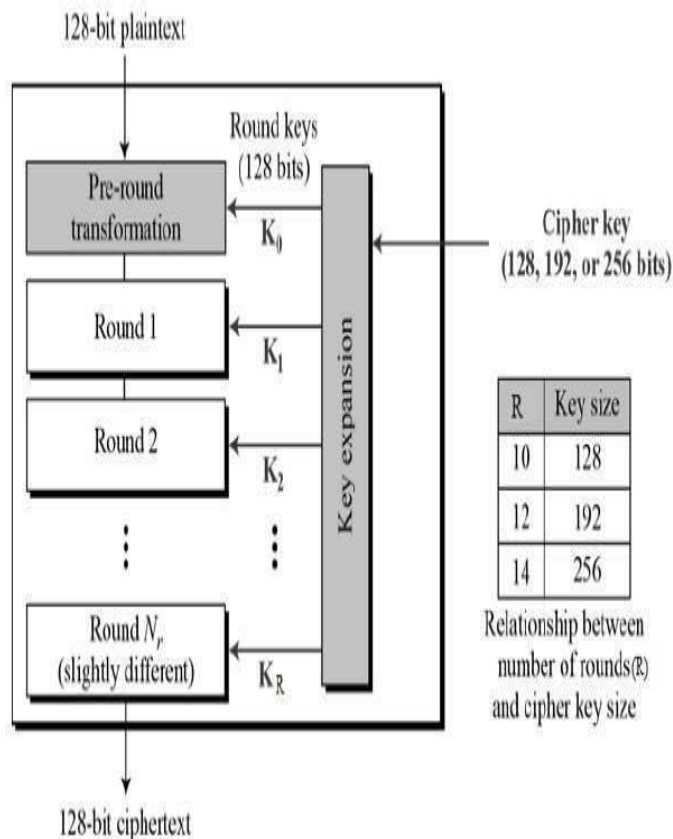 128-bit plaintext
Round keys
(128 bits)
Pre-round
transformation
K0
Cipher key
(128, 192, or 256 bits)
Round 1
K1
Key expansion
Round 2
K2
R Key size
10 128
12 192
14 256
Round Nr
(slightly different)
KR
Relationship between
number of rounds(R)
and cipher key size
128-bit ciphertext